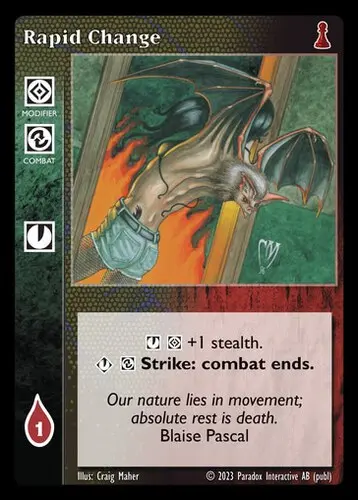 Rapid Change
MODIFIER
COMBAT
CM
+1 stealth.
Strike: combat ends.
Our nature lies in movement;
absolute rest is death.
Blaise Pascal
1
Illus: Craig Maher © 2023 Paradox Interactive AB (publ)